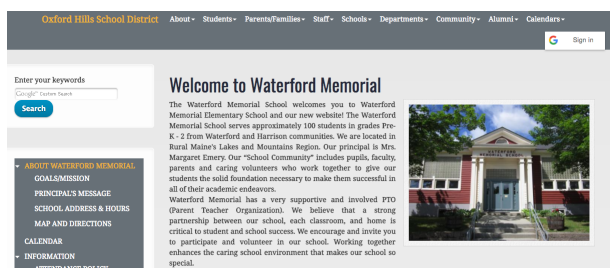 Oxford Hills School District About Students Parents/Families Staff Schools Departments Community Alumni Calendars
Sign in
Enter your keywords
Google™ Custom Search
Search
ABOUT WATERFORD MEMORIAL
GOALS/MISSION
PRINCIPAL'S MESSAGE
SCHOOL ADDRESS & HOURS
MAP AND DIRECTIONS
CALENDAR
INFORMATION
ATTENDANCE POLICY
Welcome to Waterford Memorial
The Waterford Memorial School welcomes you to Waterford
Memorial Elementary School and our new website! The Waterford
Memorial School serves approximately 100 students in grades Pre-
K - 2 from Waterford and Harrison communities. We are located in
Rural Maine's Lakes and Mountains Region. Our principal is Mrs.
Margaret Emery. Our "School Community" includes pupils, faculty,
parents and caring volunteers who work together to give our
students the solid foundation necessary to make them successful in
all of their academic endeavors.
Waterford Memorial has a very supportive and involved PTO
(Parent Teacher Organization). We believe that a strong
partnership between our school, each classroom, and home is
critical to student and school success. We encourage and invite you
to participate and volunteer in our school. Working together
enhances the caring school environment that makes our school so
special.
WATERFORD
MEMORIAL SCHOOL